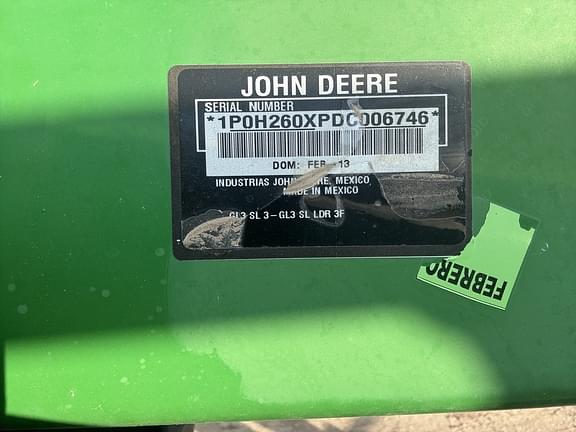 JOHN DEERE
SERIAL NUMBER
*1P0H260XPDC006746*
DOM: FEB 13
INDUSTRIAS JOHN DEERE, MEXICO
MADE IN MEXICO
GL3 SL 3-GL3 SL LDR 3F
FEBRERO